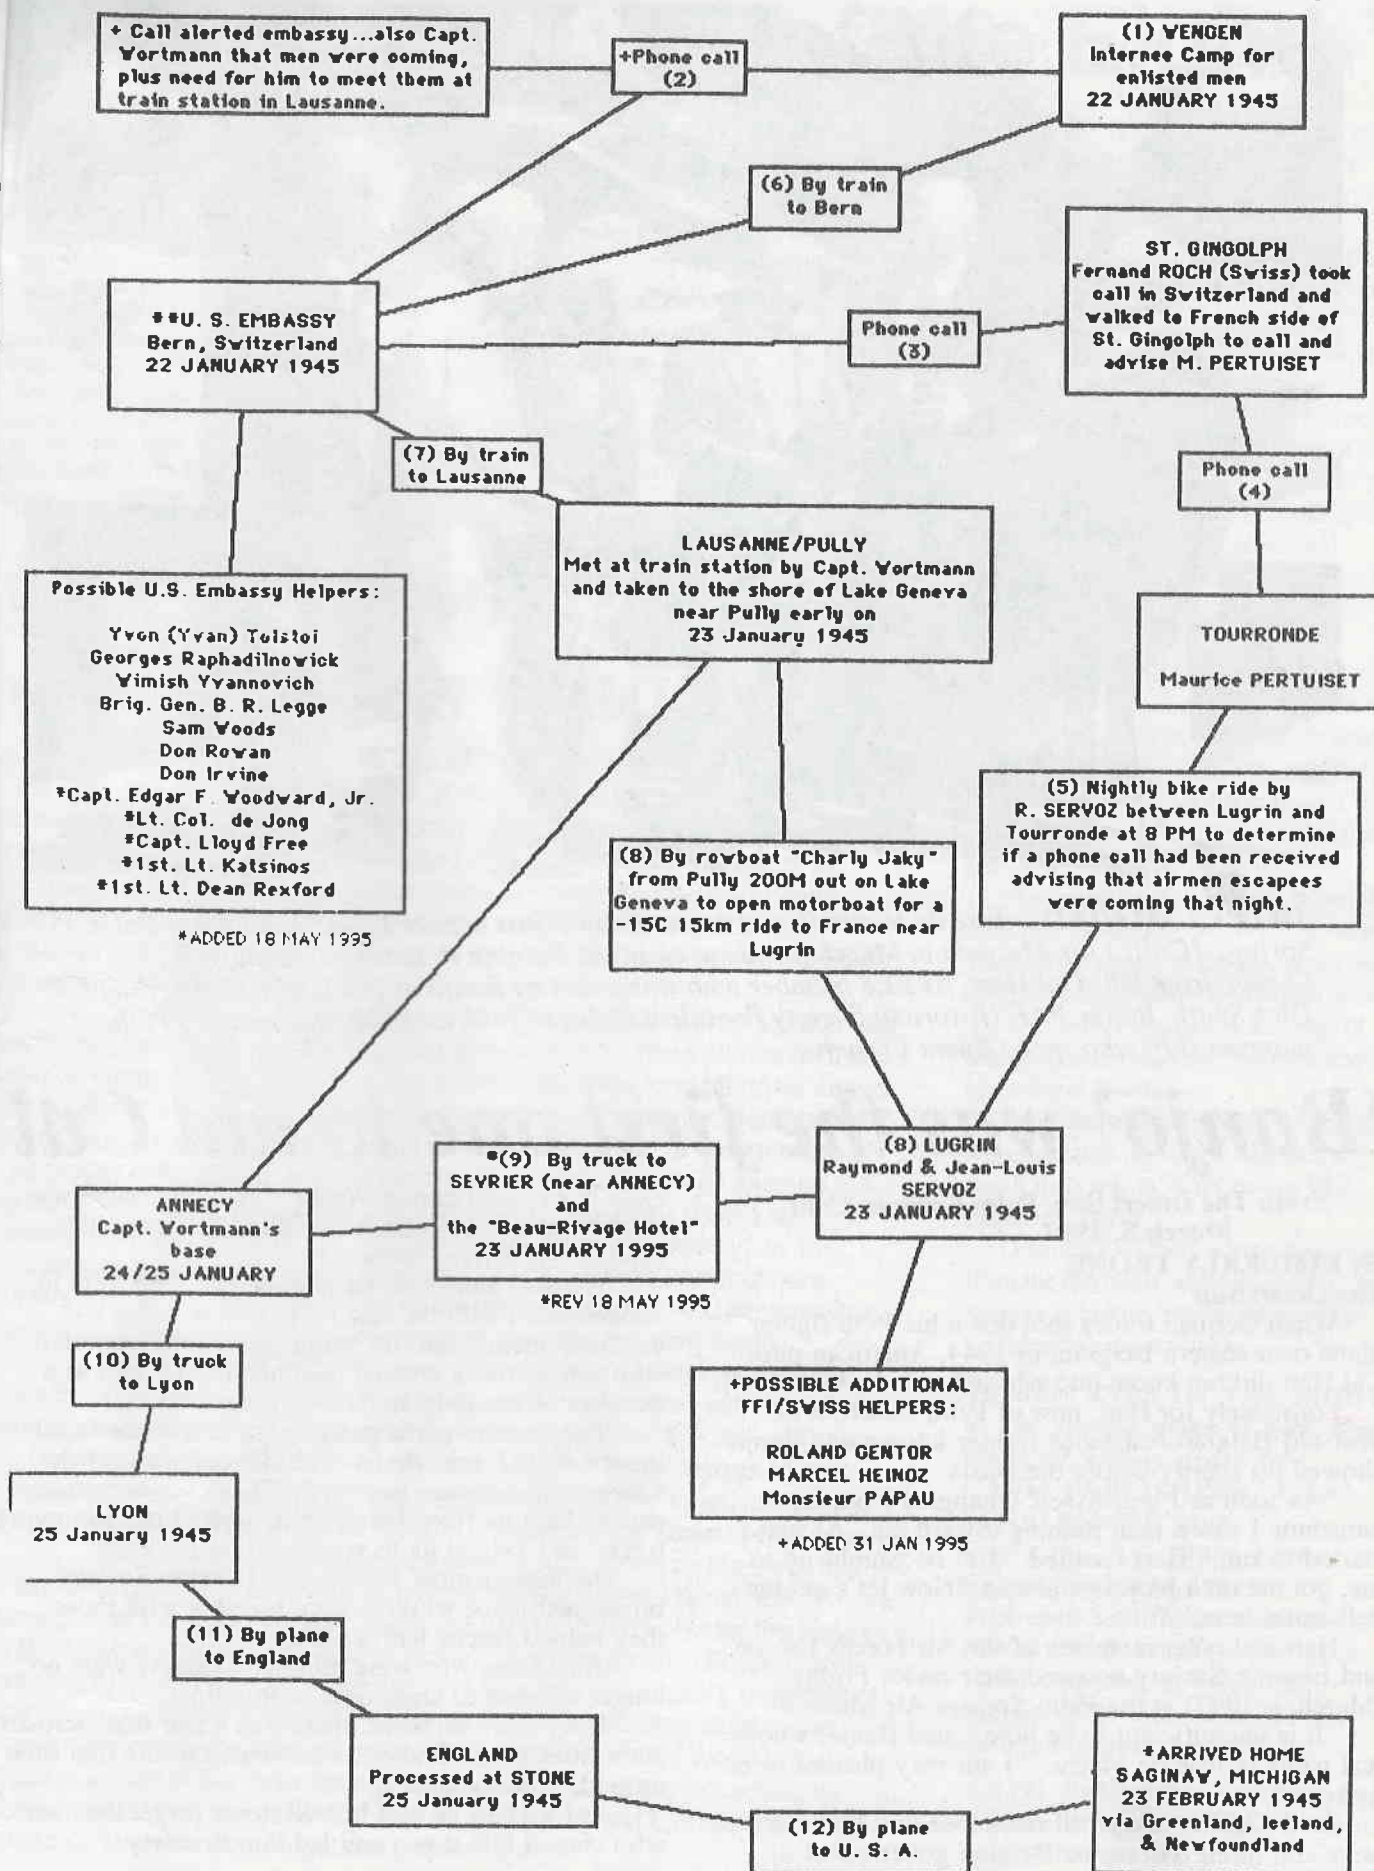 + Call alerted embassy...also Capt.
Wortmann that men were coming,
plus need for him to meet them at
train station in Lausanne.
+Phone call
(2)
(1) WENGEN
Internee Camp for
enlisted men
22 JANUARY 1945
(6) By train
to Bern
**U. S. EMBASSY
Bern, Switzerland
22 JANUARY 1945
Phone call
(3)
ST. GINGOLPH
Fernand ROCH (Swiss) took
call in Switzerland and
walked to French side of
St. Gingolph to call and
advise M. PERTUISET
(7) By train
to Lausanne
Phone call
(4)
LAUSANNE/PULLY
Met at train station by Capt. Wortmann
and taken to the shore of Lake Geneva
near Pully early on
23 January 1945
TOURRONDE
Maurice PERTUISET
Possible U.S. Embassy Helpers:
Yvon (Yvan) Tolstoi
Georges Raphadilnowick
Wimish Yvannovich
Brig. Gen. B. R. Legge
Sam Woods
Don Rowan
Don Irvine
*Capt. Edgar F. Woodward, Jr.
*Lt. Col. de Jong
*Capt. Lloyd Free
*1st. Lt. Katsinos
*1st. Lt. Dean Rexford
*ADDED 18 MAY 1995
(5) Nightly bike ride by
R. SERVOZ between Lugrin and
Tourronde at 8 PM to determine
if a phone call had been received
advising that airmen escapees
were coming that night.
(8) By rowboat "Charly Jaky"
from Pully 200M out on Lake
Geneva to open motorboat for a
-15C 15km ride to France near
Lugrin
(8) LUGRIN
Raymond & Jean-Louis
SERVOZ
23 JANUARY 1945
*(9) By truck to
SEVRIER (near ANNECY)
and
the "Beau-Rivage Hotel"
23 JANUARY 1995
*REV 18 MAY 1995
ANNECY
Capt. Wortmann's
base
24/25 JANUARY
(10) By truck
to Lyon
+POSSIBLE ADDITIONAL
FFI/SWISS HELPERS:
ROLAND GENTOR
MARCEL HEINOZ
Monsieur PAPAU
+ADDED 31 JAN 1995
LYON
25 January 1945
(11) By plane
to England
ENGLAND
Processed at STONE
25 January 1945
(12) By plane
to U. S. A.
*ARRIVED HOME
SAGINAW, MICHIGAN
23 FEBRUARY 1945
via Greenland, Iceland,
& Newfoundland